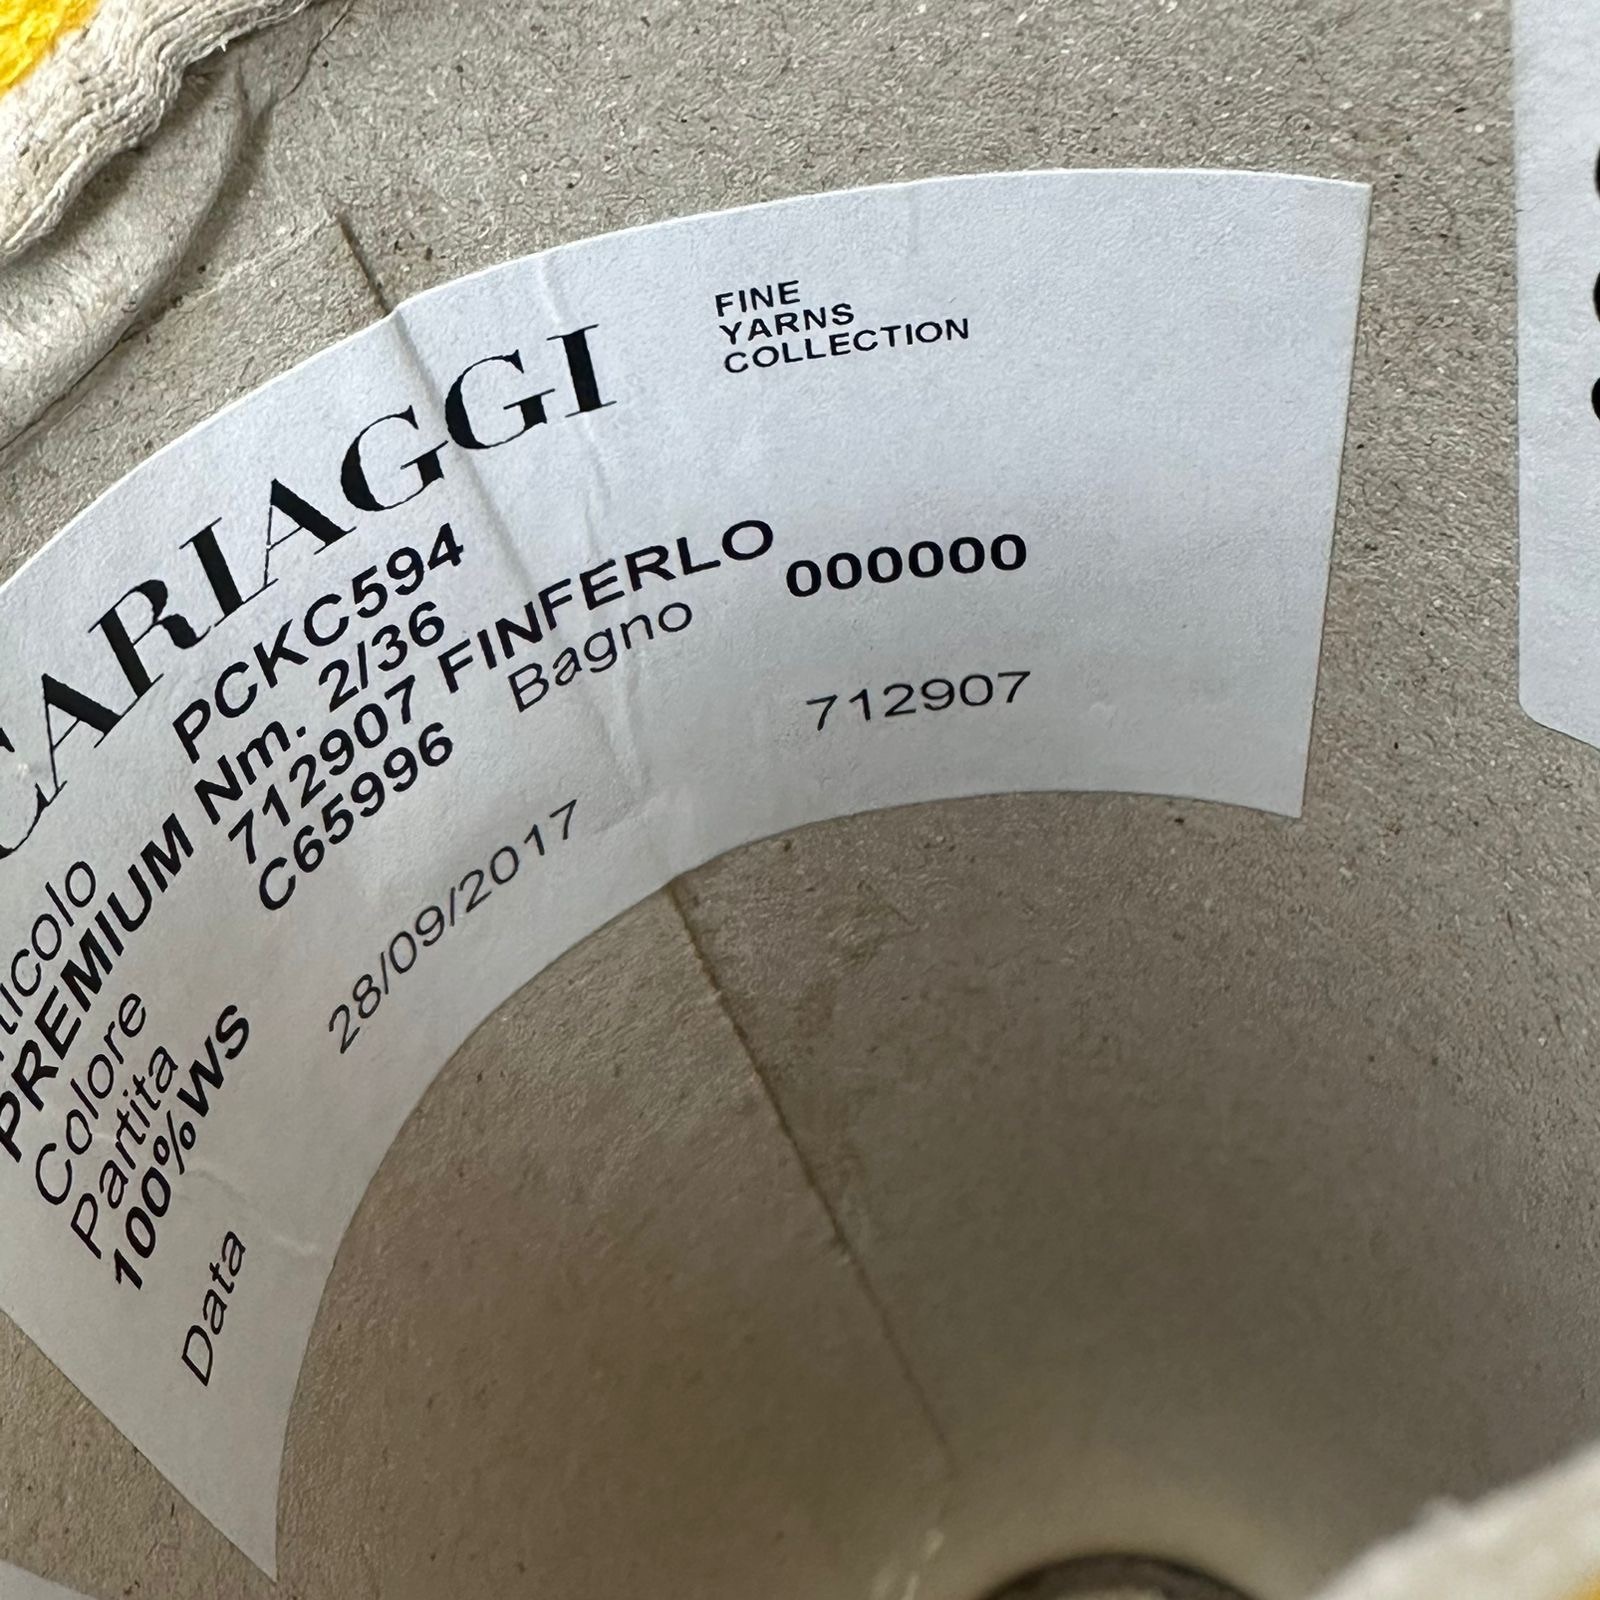 CARIAGGI
FINE
YARNS
COLLECTION
Articolo PCKC594
PREMIUM Nm. 2/36
Colore 712907 FINFERLO
Partita C65996 Bagno 000000
100%WS
712907
Data 28/09/2017